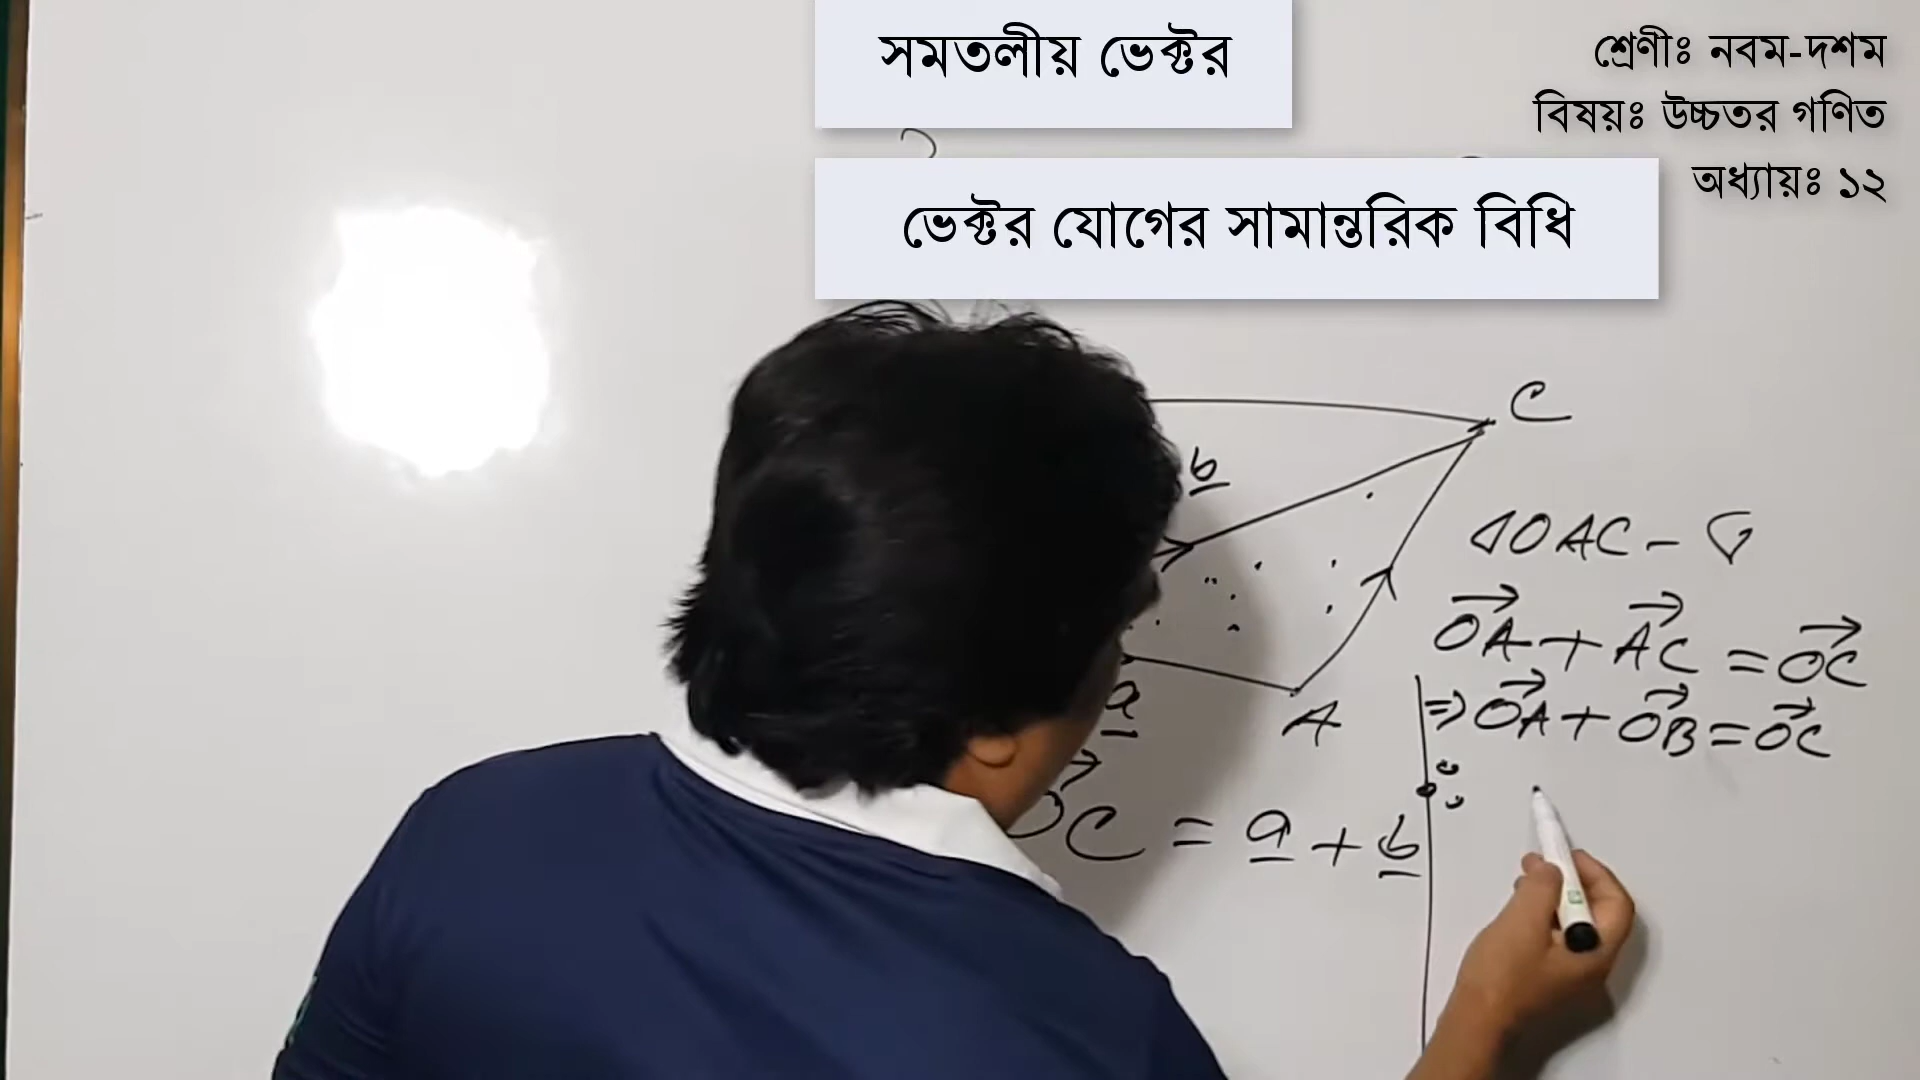 সমতলীয় ভেক্টর
শ্রেণীঃ নবম-দশম
বিষয়ঃ উচ্চতর গণিত
অধ্যায়ঃ ১২
ভেক্টর যোগের সামান্তরিক বিধি
C
b
a
A
OC = a + b
△OAC - এ
OA + AC = OC
⇒ OA + OB = OC